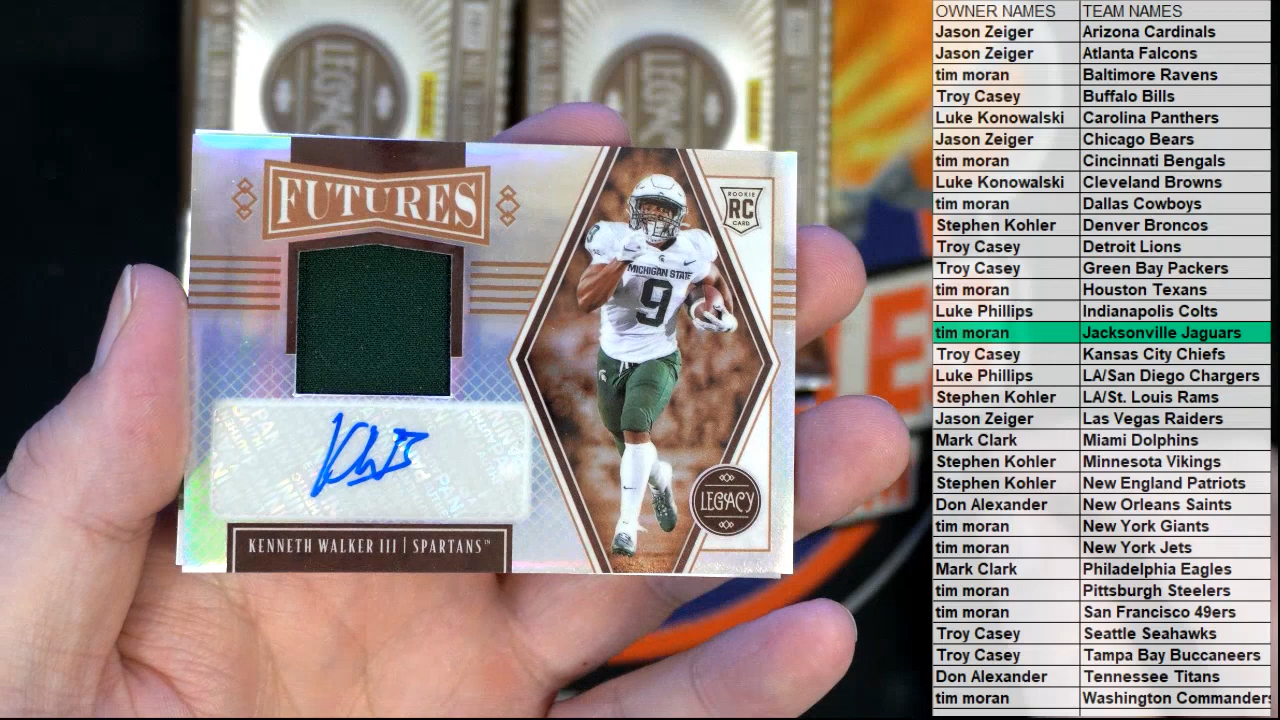 LEGACY
FUTURES
ROOKIE
RC
CARD
MICHIGAN STATE
9
LEGACY
KENNETH WALKER III | SPARTANS™
OWNER NAMES TEAM NAMES
Jason Zeiger Arizona Cardinals
Jason Zeiger Atlanta Falcons
tim moran Baltimore Ravens
Troy Casey Buffalo Bills
Luke Konowalski Carolina Panthers
Jason Zeiger Chicago Bears
tim moran Cincinnati Bengals
Luke Konowalski Cleveland Browns
tim moran Dallas Cowboys
Stephen Kohler Denver Broncos
Troy Casey Detroit Lions
Troy Casey Green Bay Packers
tim moran Houston Texans
Luke Phillips Indianapolis Colts
tim moran Jacksonville Jaguars
Troy Casey Kansas City Chiefs
Luke Phillips LA/San Diego Chargers
Stephen Kohler LA/St. Louis Rams
Jason Zeiger Las Vegas Raiders
Mark Clark Miami Dolphins
Stephen Kohler Minnesota Vikings
Stephen Kohler New England Patriots
Don Alexander New Orleans Saints
tim moran New York Giants
tim moran New York Jets
Mark Clark Philadelphia Eagles
tim moran Pittsburgh Steelers
tim moran San Francisco 49ers
Troy Casey Seattle Seahawks
Troy Casey Tampa Bay Buccaneers
Don Alexander Tennessee Titans
tim moran Washington Commanders